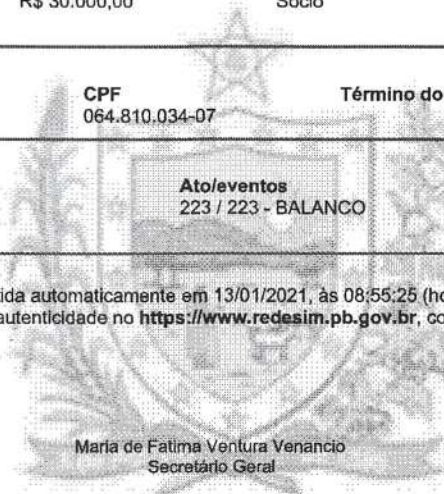 R$ 30.000,00 Sócio
CPF Término do
064.810.034-07
Ato/eventos
223 / 223 - BALANCO
ida automaticamente em 13/01/2021, às 08:55:25 (ho
autenticidade no https://www.redesim.pb.gov.br, co
Maria de Fatima Ventura Venancio
Secretário Geral